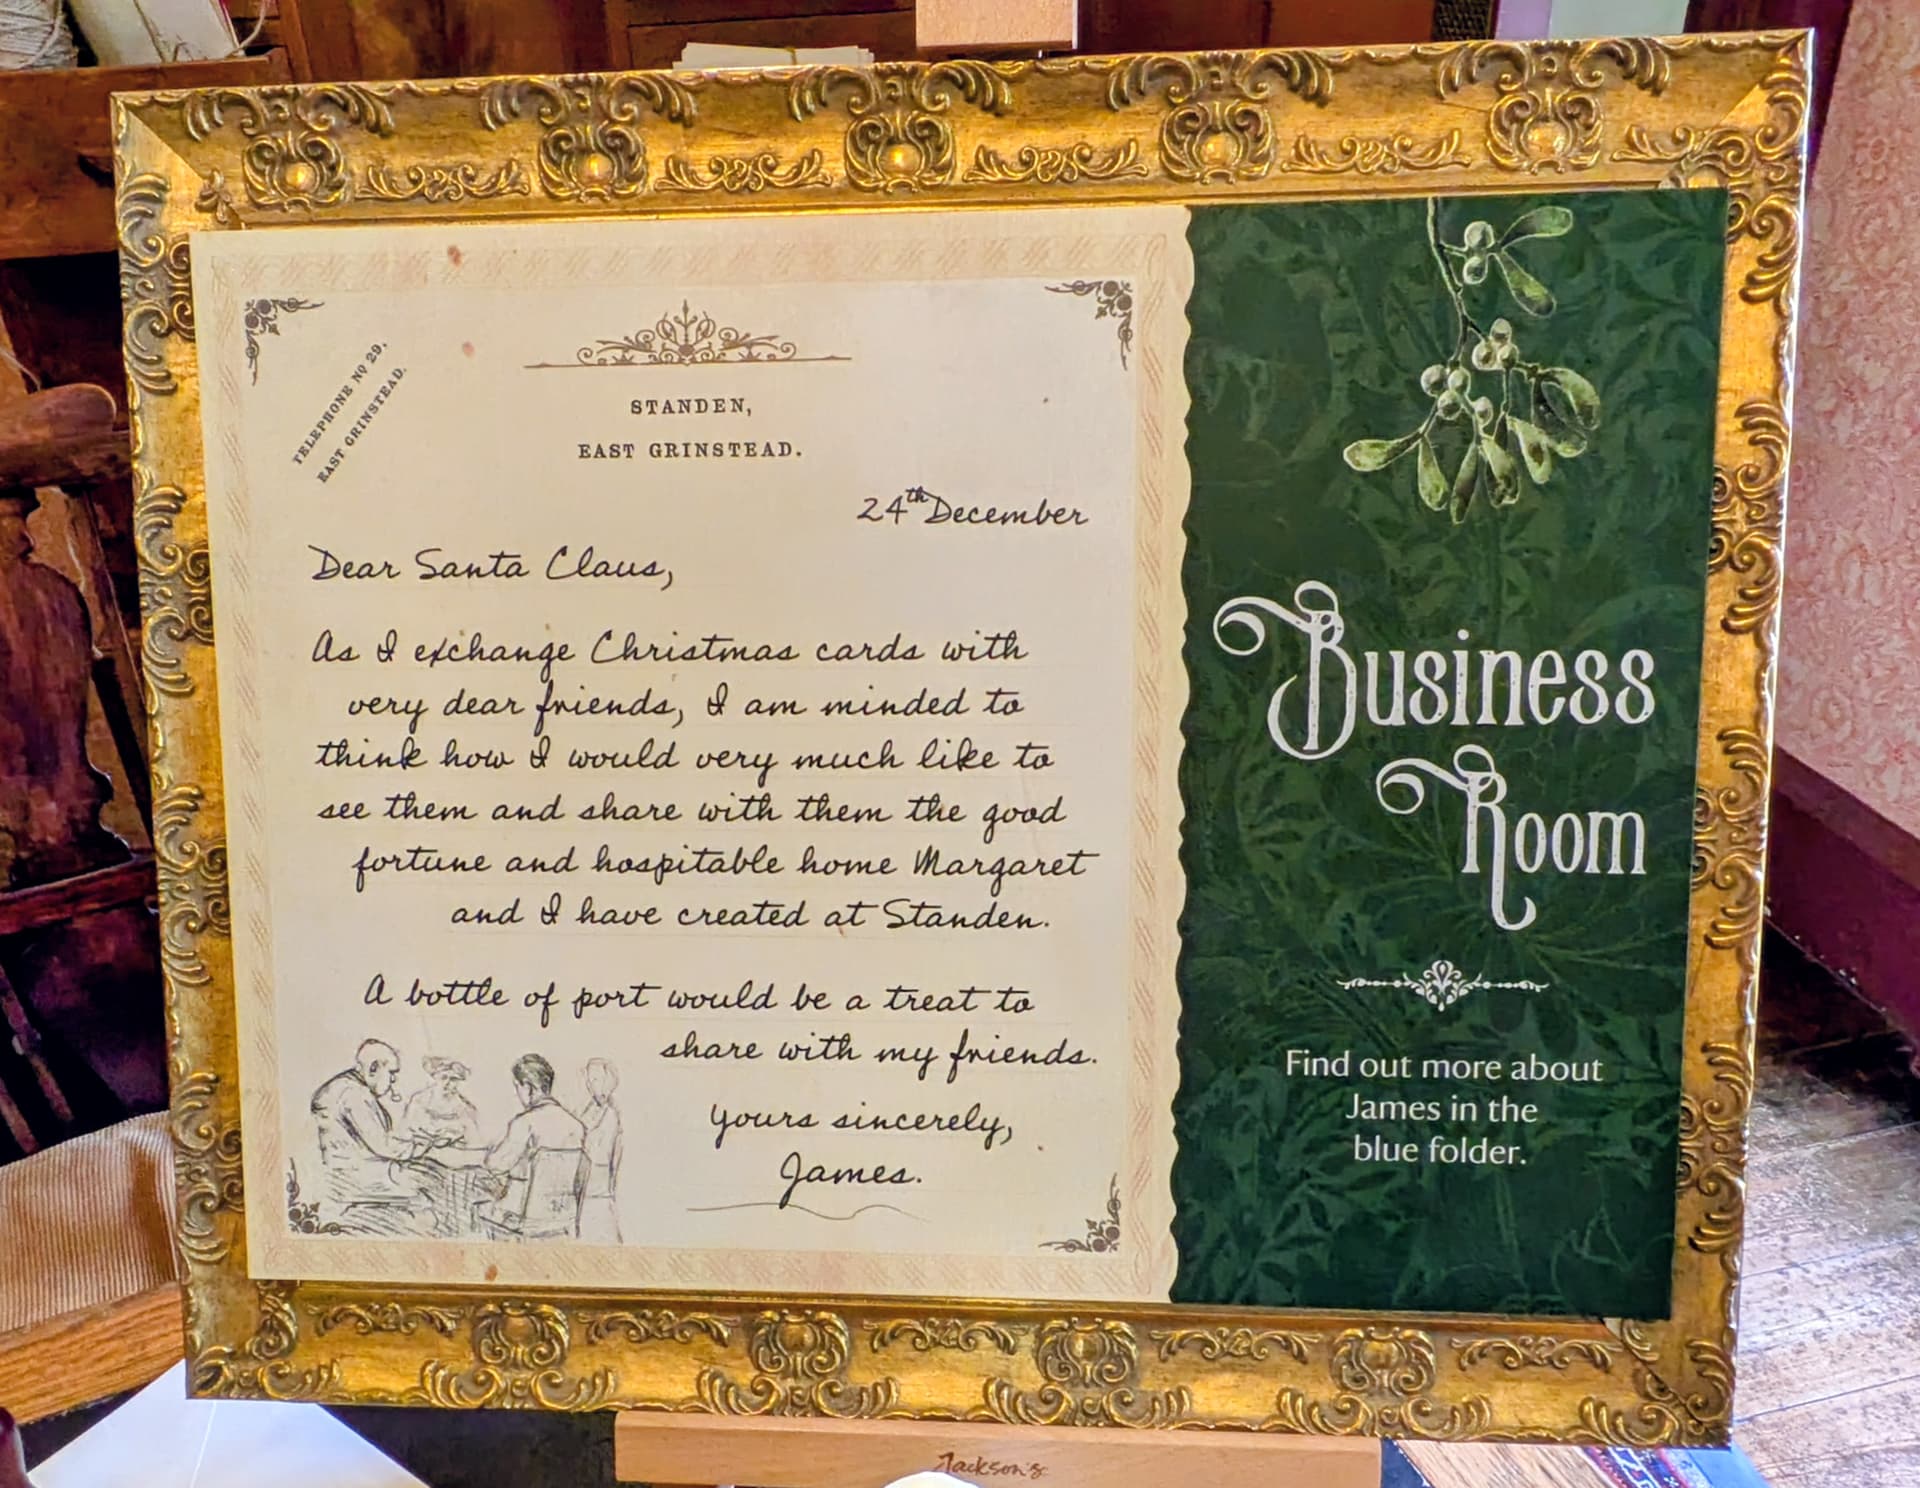 TELEPHONE Nº 29,
EAST GRINSTEAD.
STANDEN,
EAST GRINSTEAD.
24th December
Dear Santa Claus,
As I exchange Christmas cards with
very dear friends, I am minded to
think how I would very much like to
see them and share with them the good
fortune and hospitable home Margaret
and I have created at Standen.
A bottle of port would be a treat to
share with my friends.
Yours sincerely,
James.
Business
Room
Find out more about
James in the
blue folder.
Jackson's